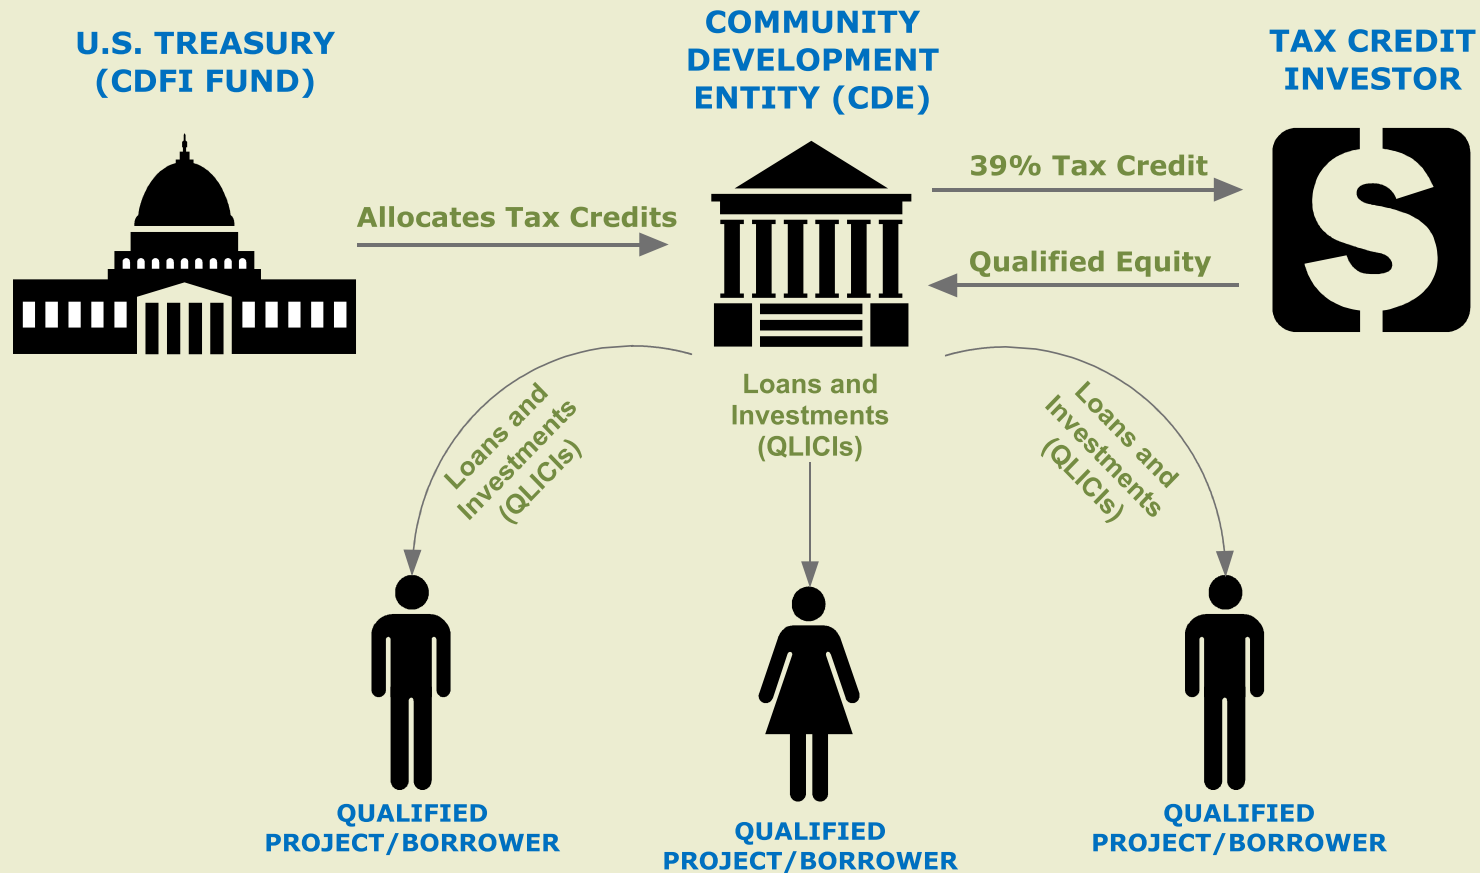 U.S. TREASURY
(CDFI FUND)
COMMUNITY
DEVELOPMENT
ENTITY (CDE)
TAX CREDIT
INVESTOR
Allocates Tax Credits
39% Tax Credit
Qualified Equity
Loans and
Investments
(QLICIs)
Loans and
Investments
(QLICIs)
Loans and
Investments
(QLICIs)
QUALIFIED
PROJECT/BORROWER
QUALIFIED
PROJECT/BORROWER
QUALIFIED
PROJECT/BORROWER